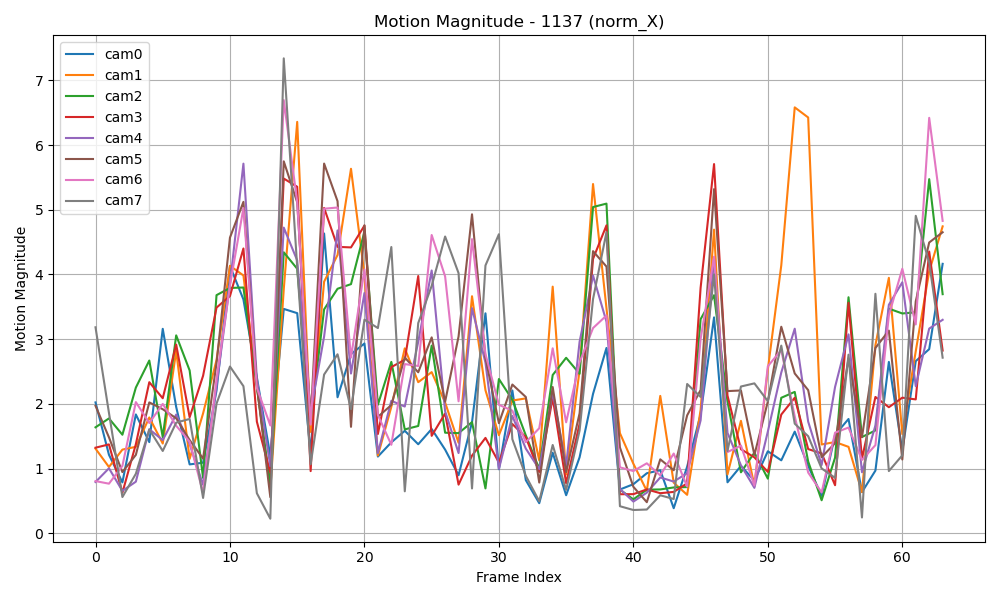 Motion Magnitude - 1137 (norm_X)
cam0
cam1
cam2
cam3
cam4
cam5
cam6
cam7
Motion Magnitude
7
6
5
4
3
2
1
0
0 10 20 30 40 50 60
Frame Index